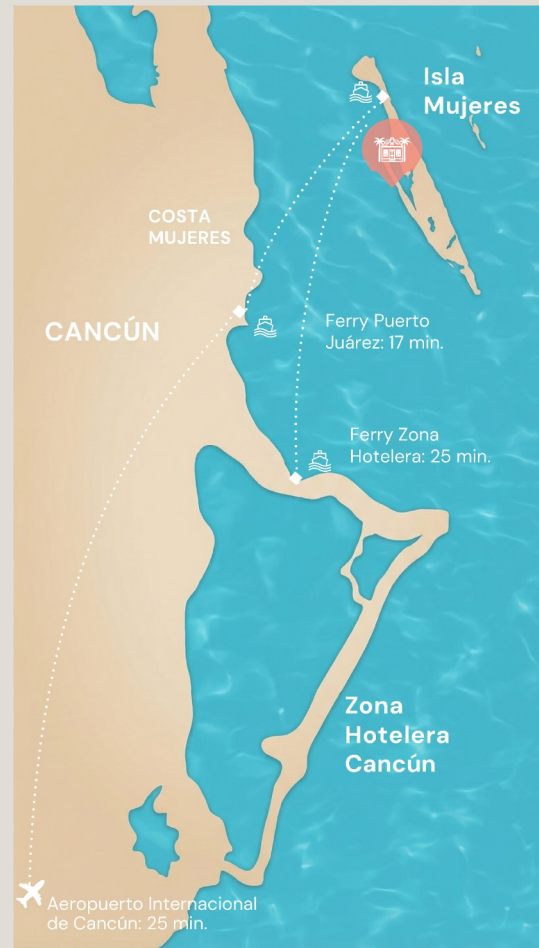 Isla
Mujeres
COSTA
MUJERES
CANCÚN
Ferry Puerto
Juárez: 17 min.
Ferry Zona
Hotelera: 25 min.
Zona
Hotelera
Cancún
Aeropuerto Internacional
de Cancún: 25 min.